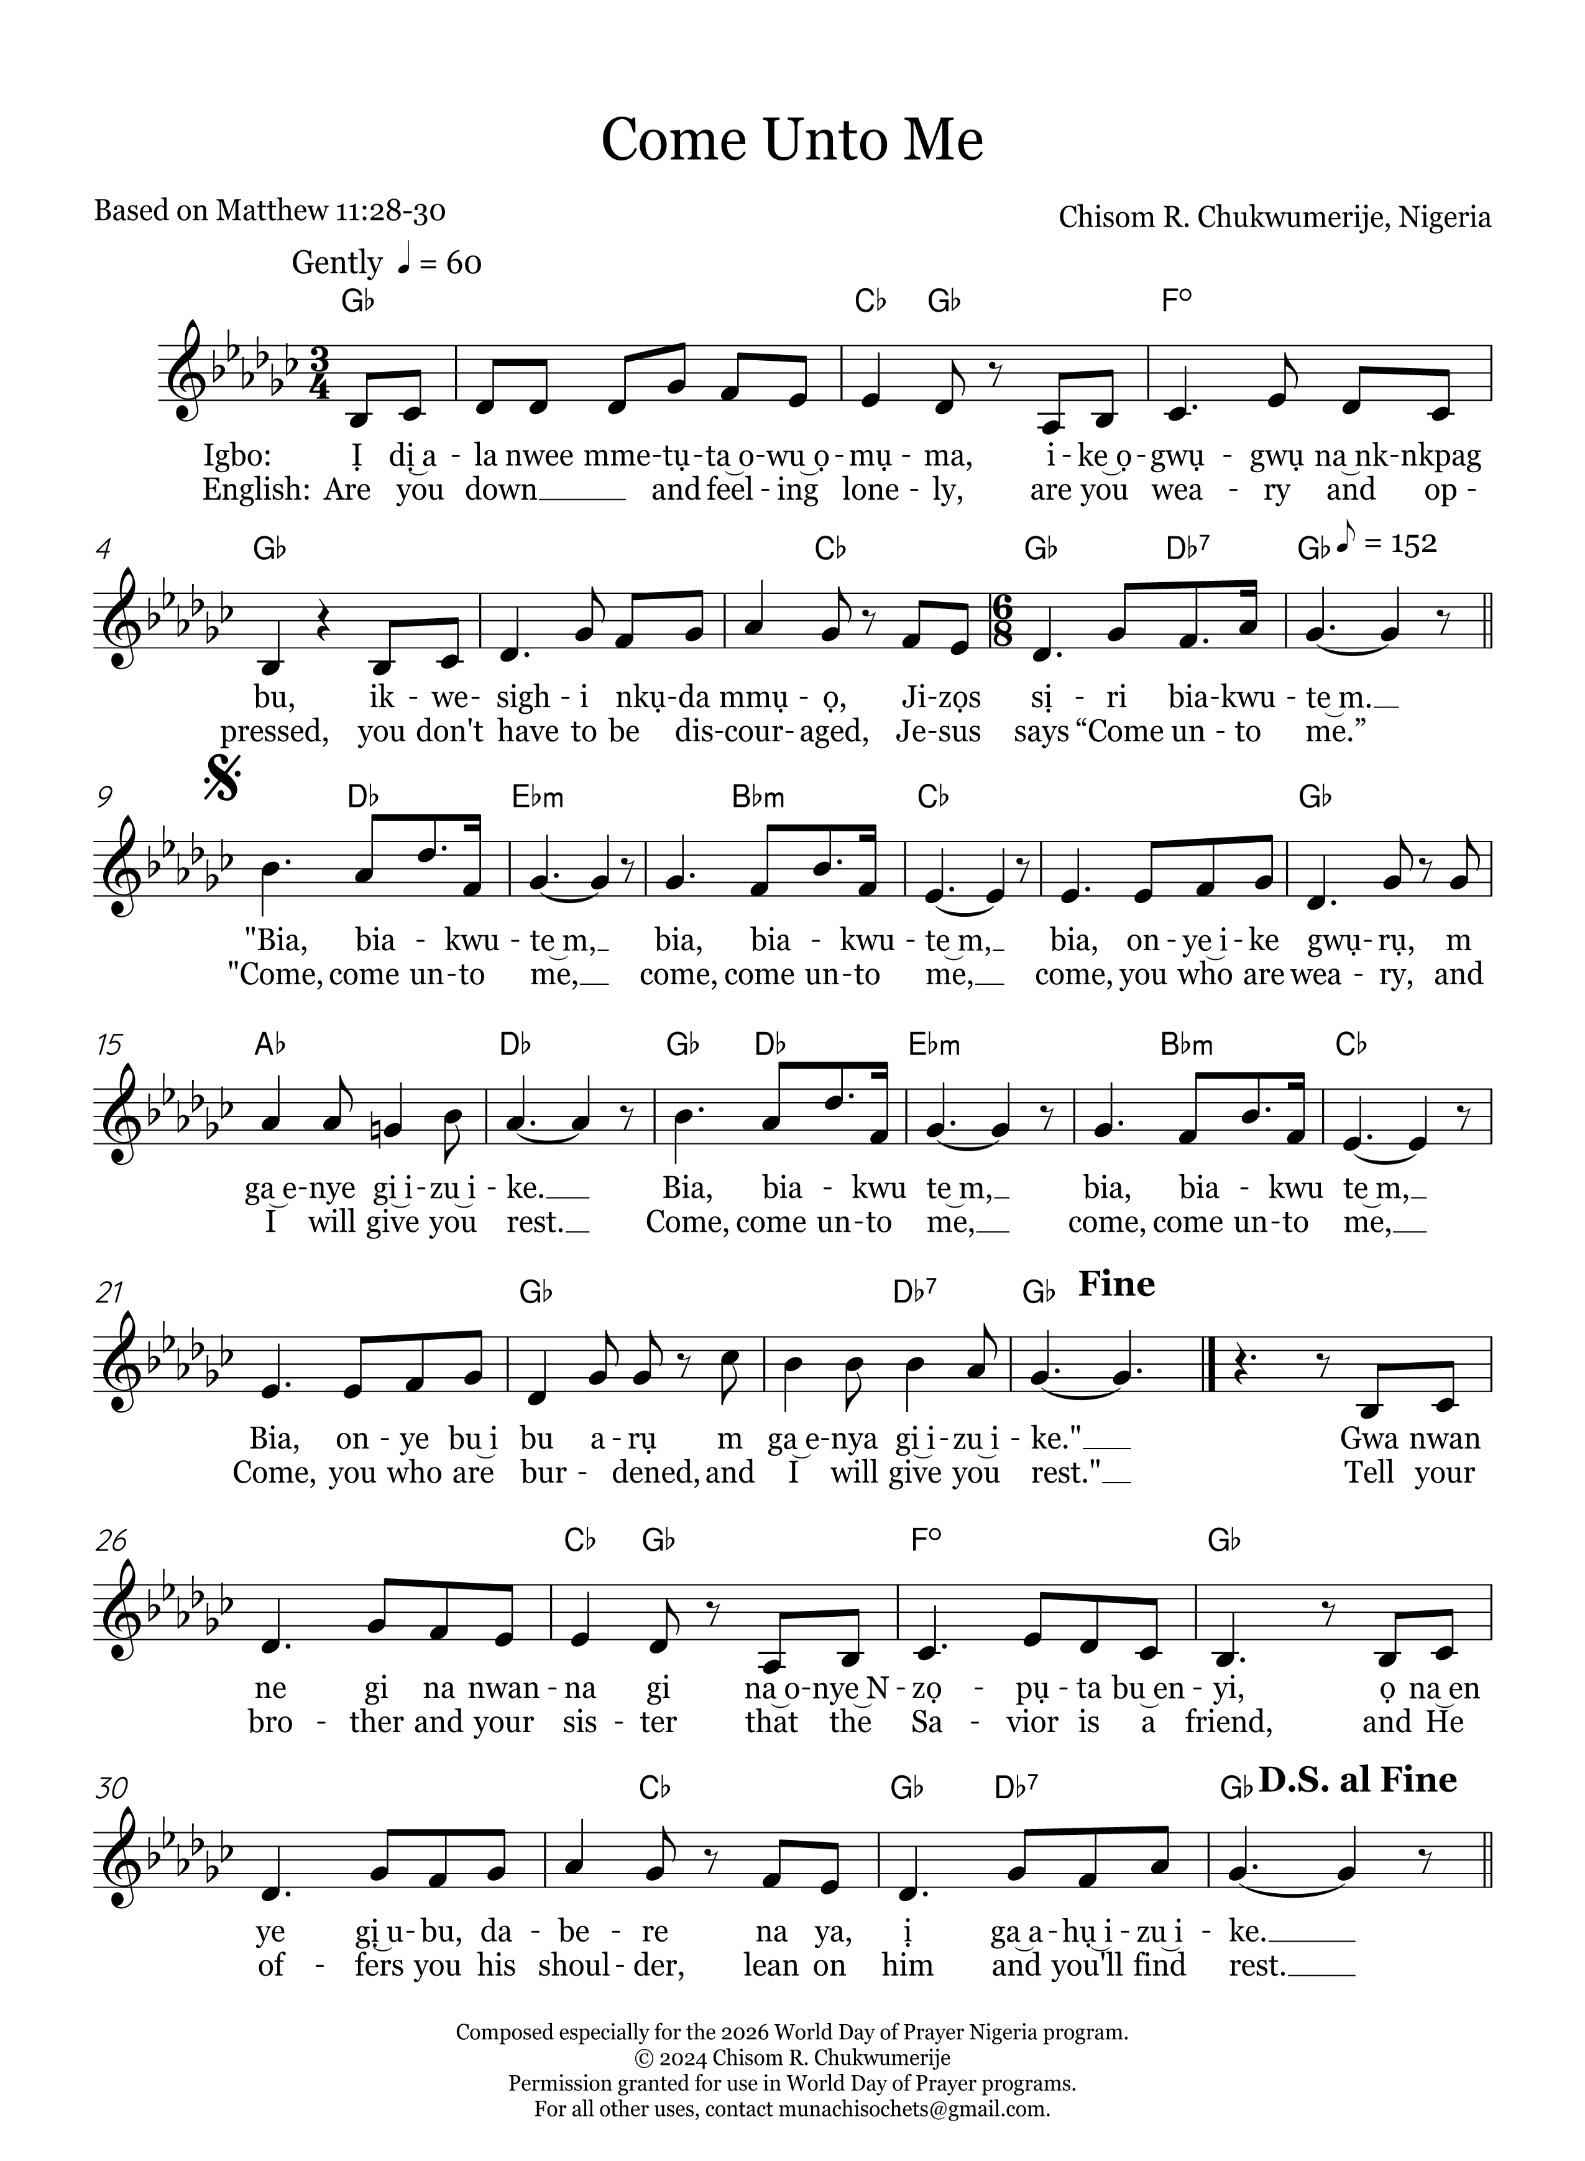 Come Unto Me
Based on Matthew 11:28-30
Chisom R. Chukwumerije, Nigeria
Gently ♩ = 60
G♭ C♭ G♭ F°
3 4
Igbo: Ị dị‿a - la nwee mme-tụ-ta‿o-wu‿ọ-mụ - ma, i-ke‿ọ-gwụ - gwụ na‿nk-nkpag
English: Are you down ____ and feel - ing lone - ly, are you wea - ry and op -
4 G♭ C♭ G♭ D♭7 G♭ ♪ = 152
6 8
bu, ik - we- sigh - i nkụ-da mmụ - ọ, Ji-zọs sị - ri bia-kwu - te‿m. _
pressed, you don't have to be dis-cour-aged, Je-sus says “Come un - to me.”
9 D♭ E♭m B♭m C♭ G♭
"Bia, bia - kwu - te‿m, _ bia, bia - kwu - te‿m, _ bia, on-ye‿i-ke gwụ-rụ, m
"Come, come un-to me, _ come, come un-to me, _ come, you who are wea - ry, and
15 A♭ D♭ G♭ D♭ E♭m B♭m C♭
ga‿e-nye gi‿i-zu‿i - ke. _ Bia, bia - kwu te‿m, _ bia, bia - kwu te‿m, _
I will give you rest. _ Come, come un-to me, _ come, come un-to me, _
21 G♭ D♭7 G♭ Fine
Bia, on - ye bu‿i bu a - rụ m ga‿e-nya gi‿i-zu‿i - ke." _ Gwa nwan
Come, you who are bur - dened, and I will give you rest." _ Tell your
26 C♭ G♭ F° G♭
ne gi na nwan - na gi na‿o-nye‿N - zọ - pụ - ta bu‿en - yi, ọ na‿en
bro - ther and your sis - ter that the Sa - vior is a friend, and He
30 C♭ G♭ D♭7 G♭ D.S. al Fine
ye gị‿u-bu, da - be - re na ya, ị ga‿a-hụ‿i-zu‿i - ke. _
of - fers you his shoul - der, lean on him and you'll find rest. _
Composed especially for the 2026 World Day of Prayer Nigeria program.
© 2024 Chisom R. Chukwumerije
Permission granted for use in World Day of Prayer programs.
For all other uses, contact munachisochets@gmail.com.